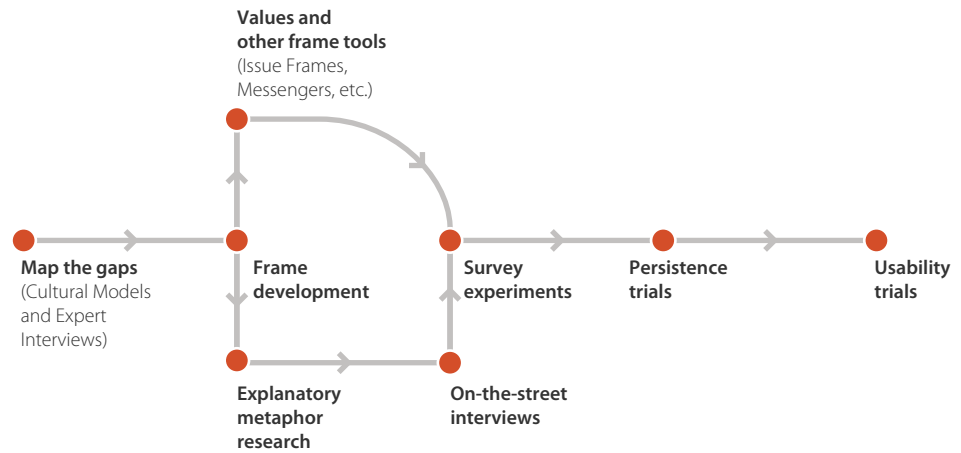 Values and
other frame tools
(Issue Frames,
Messengers, etc.)
Map the gaps
(Cultural Models
and Expert
Interviews)
Frame
development
Survey
experiments
Persistence
trials
Usability
trials
Explanatory
metaphor
research
On-the-street
interviews